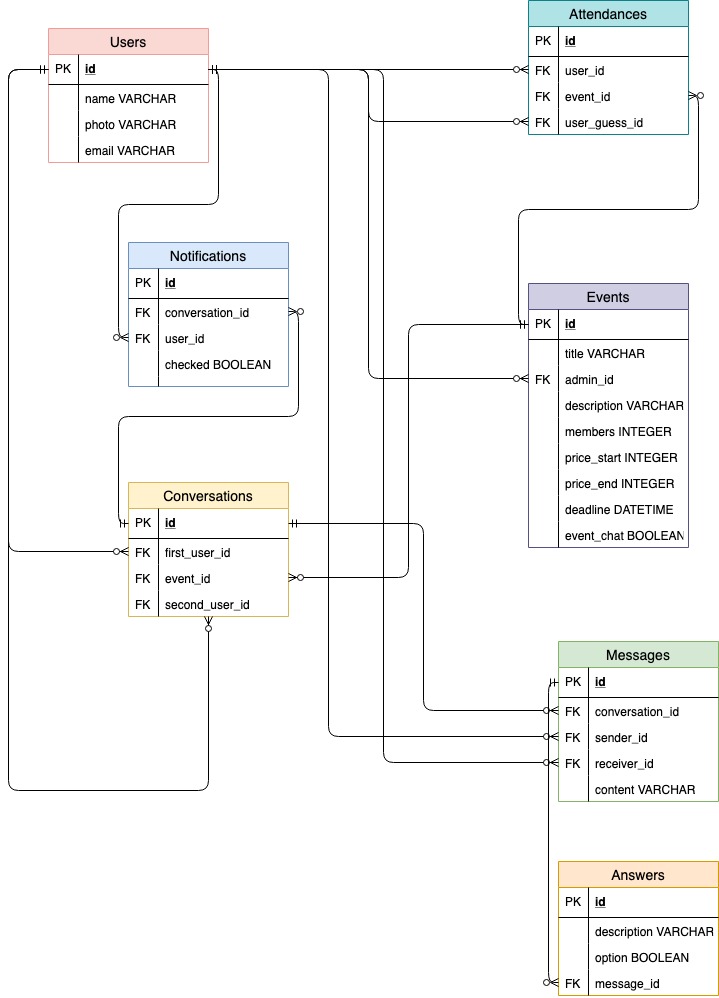 Users
PK id
name VARCHAR
photo VARCHAR
email VARCHAR
Attendances
PK id
FK user_id
FK event_id
FK user_guess_id
Notifications
PK id
FK conversation_id
FK user_id
checked BOOLEAN
Events
PK id
title VARCHAR
FK admin_id
description VARCHAR
members INTEGER
price_start INTEGER
price_end INTEGER
deadline DATETIME
event_chat BOOLEAN
Conversations
PK id
FK first_user_id
FK event_id
FK second_user_id
Messages
PK id
FK conversation_id
FK sender_id
FK receiver_id
content VARCHAR
Answers
PK id
description VARCHAR
option BOOLEAN
FK message_id